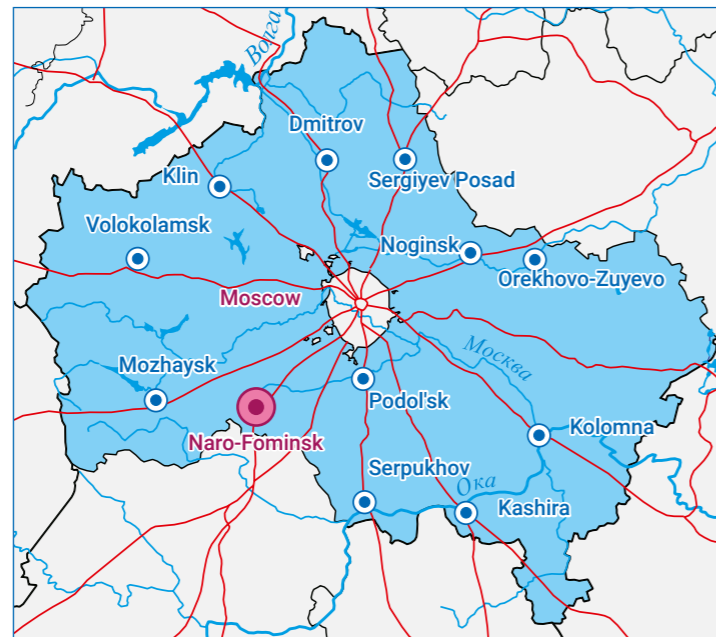 Волга
Dmitrov
Klin
Sergiyev Posad
Volokolamsk
Noginsk
Orekhovo-Zuyevo
Moscow
Москва
Mozhaysk
Podol'sk
Naro-Fominsk
Kolomna
Serpukhov
Ока
Kashira